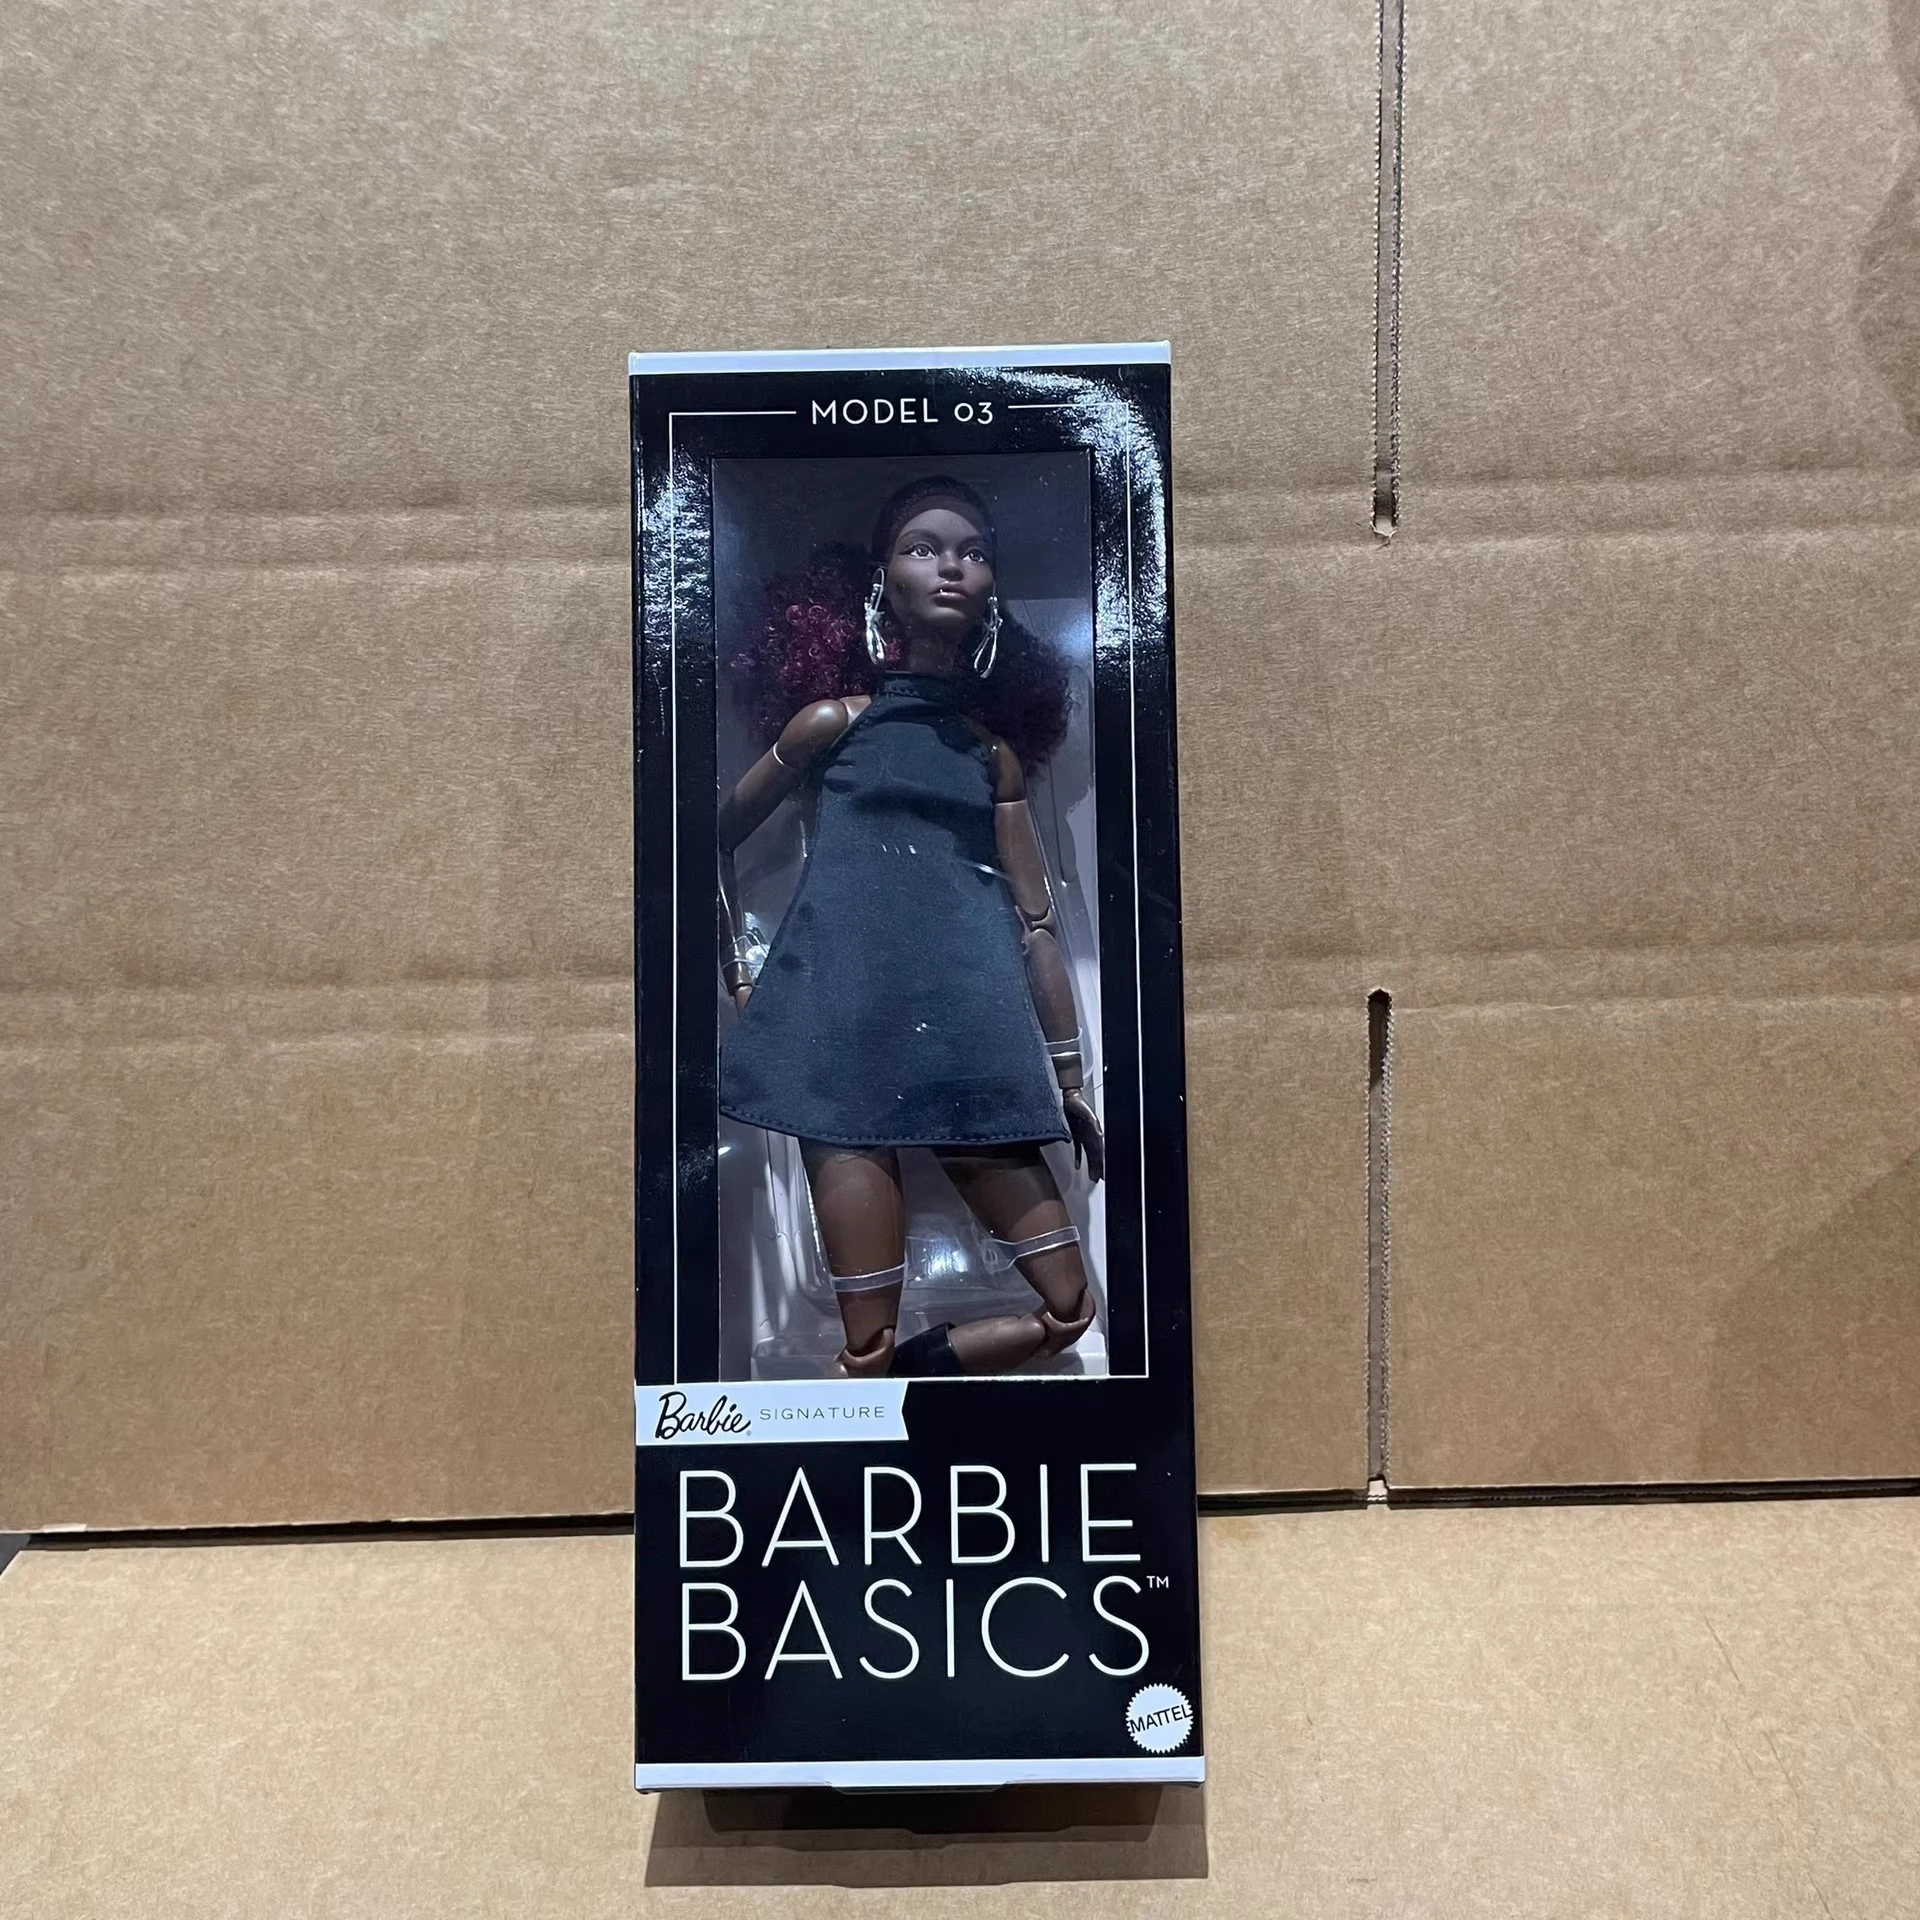 MODEL 03
Barbie® SIGNATURE
BARBIE
BASICS™
MATTEL